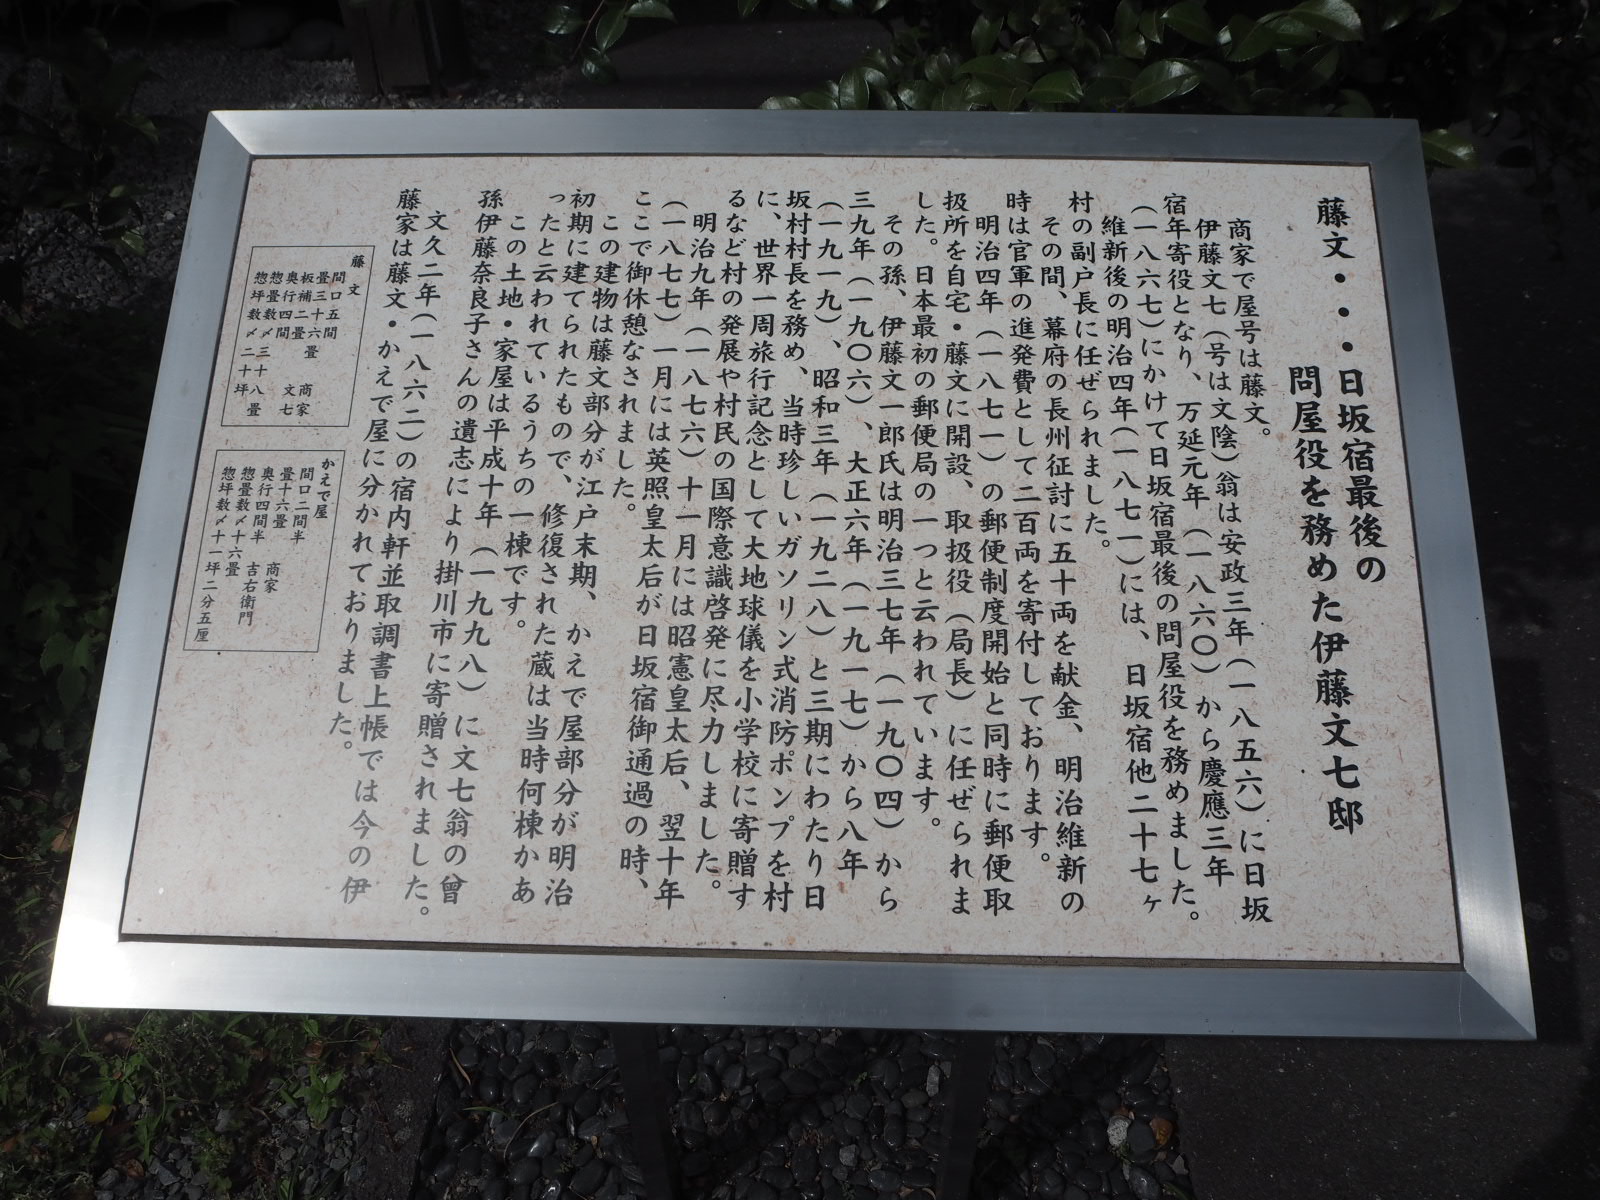 藤文・・・日坂宿最後の
問屋役を務めた伊藤文七邸
商家で屋号は藤文。
伊藤文七（号は文陰）翁は安政三年（一八五六）に日坂
宿年寄役となり、万延元年（一八六〇）から慶應三年
（一八六七）にかけて日坂宿最後の問屋役を務めました。
維新後の明治四年（一八七一）には、日坂宿他二十七ヶ
村の副戸長に任ぜられました。
その間、幕府の長州征討に五十両を献金、明治維新の
時は官軍の進発費として二百両を寄付しております。
明治四年（一八七一）の郵便制度開始と同時に郵便取
扱所を自宅・藤文に開設、取扱役（局長）に任ぜられま
した。日本最初の郵便局の一つと云われています。
その孫、伊藤文一郎氏は明治三七年（一九〇四）から
三九年（一九〇六）、大正六年（一九一七）から八年
（一九一九）、昭和三年（一九二八）と三期にわたり日
坂村村長を務め、当時珍しいガソリン式消防ポンプを村
に、世界一周旅行記念として大地球儀を小学校に寄贈す
るなど村の発展や村民の国際意識啓発に尽力しました。
明治九年（一八七六）十一月には昭憲皇太后、翌十年
（一八七七）一月には英照皇太后が日坂宿御通過の時、
ここで御休憩なされました。
この建物は藤文部分が江戸末期、かえで屋部分が明治
初期に建てられたもので、修復された蔵は当時何棟かあ
ったと云われているうちの一棟です。
この土地・家屋は平成十年（一九九八）に文七翁の曾
孫伊藤奈良子さんの遺志により掛川市に寄贈されました。
文久二年（一八六二）の宿内軒並取調書上帳では今の伊
藤家は藤文・かえで屋に分かれておりました。
藤文
間口五間
畳三十六畳
板補二畳 商家
奥行四間 文七
惣畳数〆三十八畳
惣坪数〆二十坪
かえで屋
間口二間半
畳十六畳
奥行四間半 商家
惣畳数〆十六畳 吉右衛門
惣坪数〆十一坪二分五厘